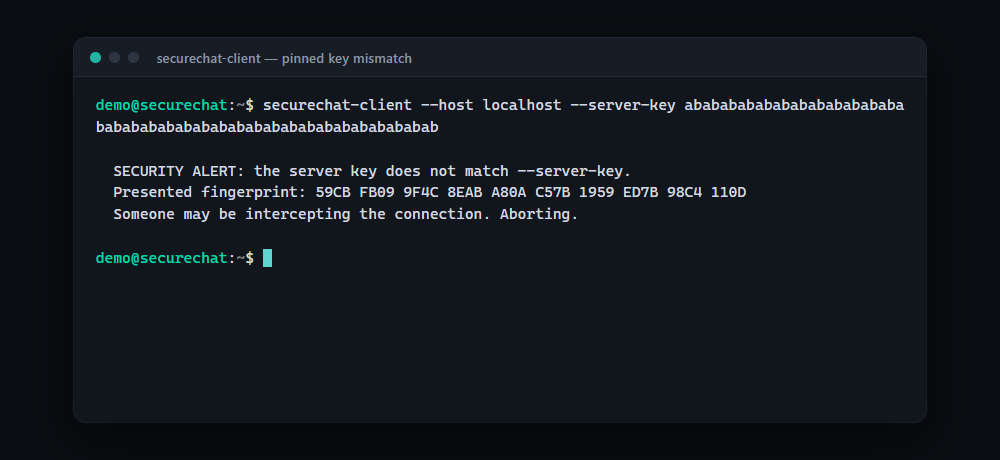 securechat-client — pinned key mismatch
demo@securechat:~$ securechat-client --host localhost --server-key ababababababababababababa
bababababababababababababababababababab
SECURITY ALERT: the server key does not match --server-key.
Presented fingerprint: 59CB FB09 9F4C 8EAB A80A C57B 1959 ED7B 98C4 110D
Someone may be intercepting the connection. Aborting.
demo@securechat:~$